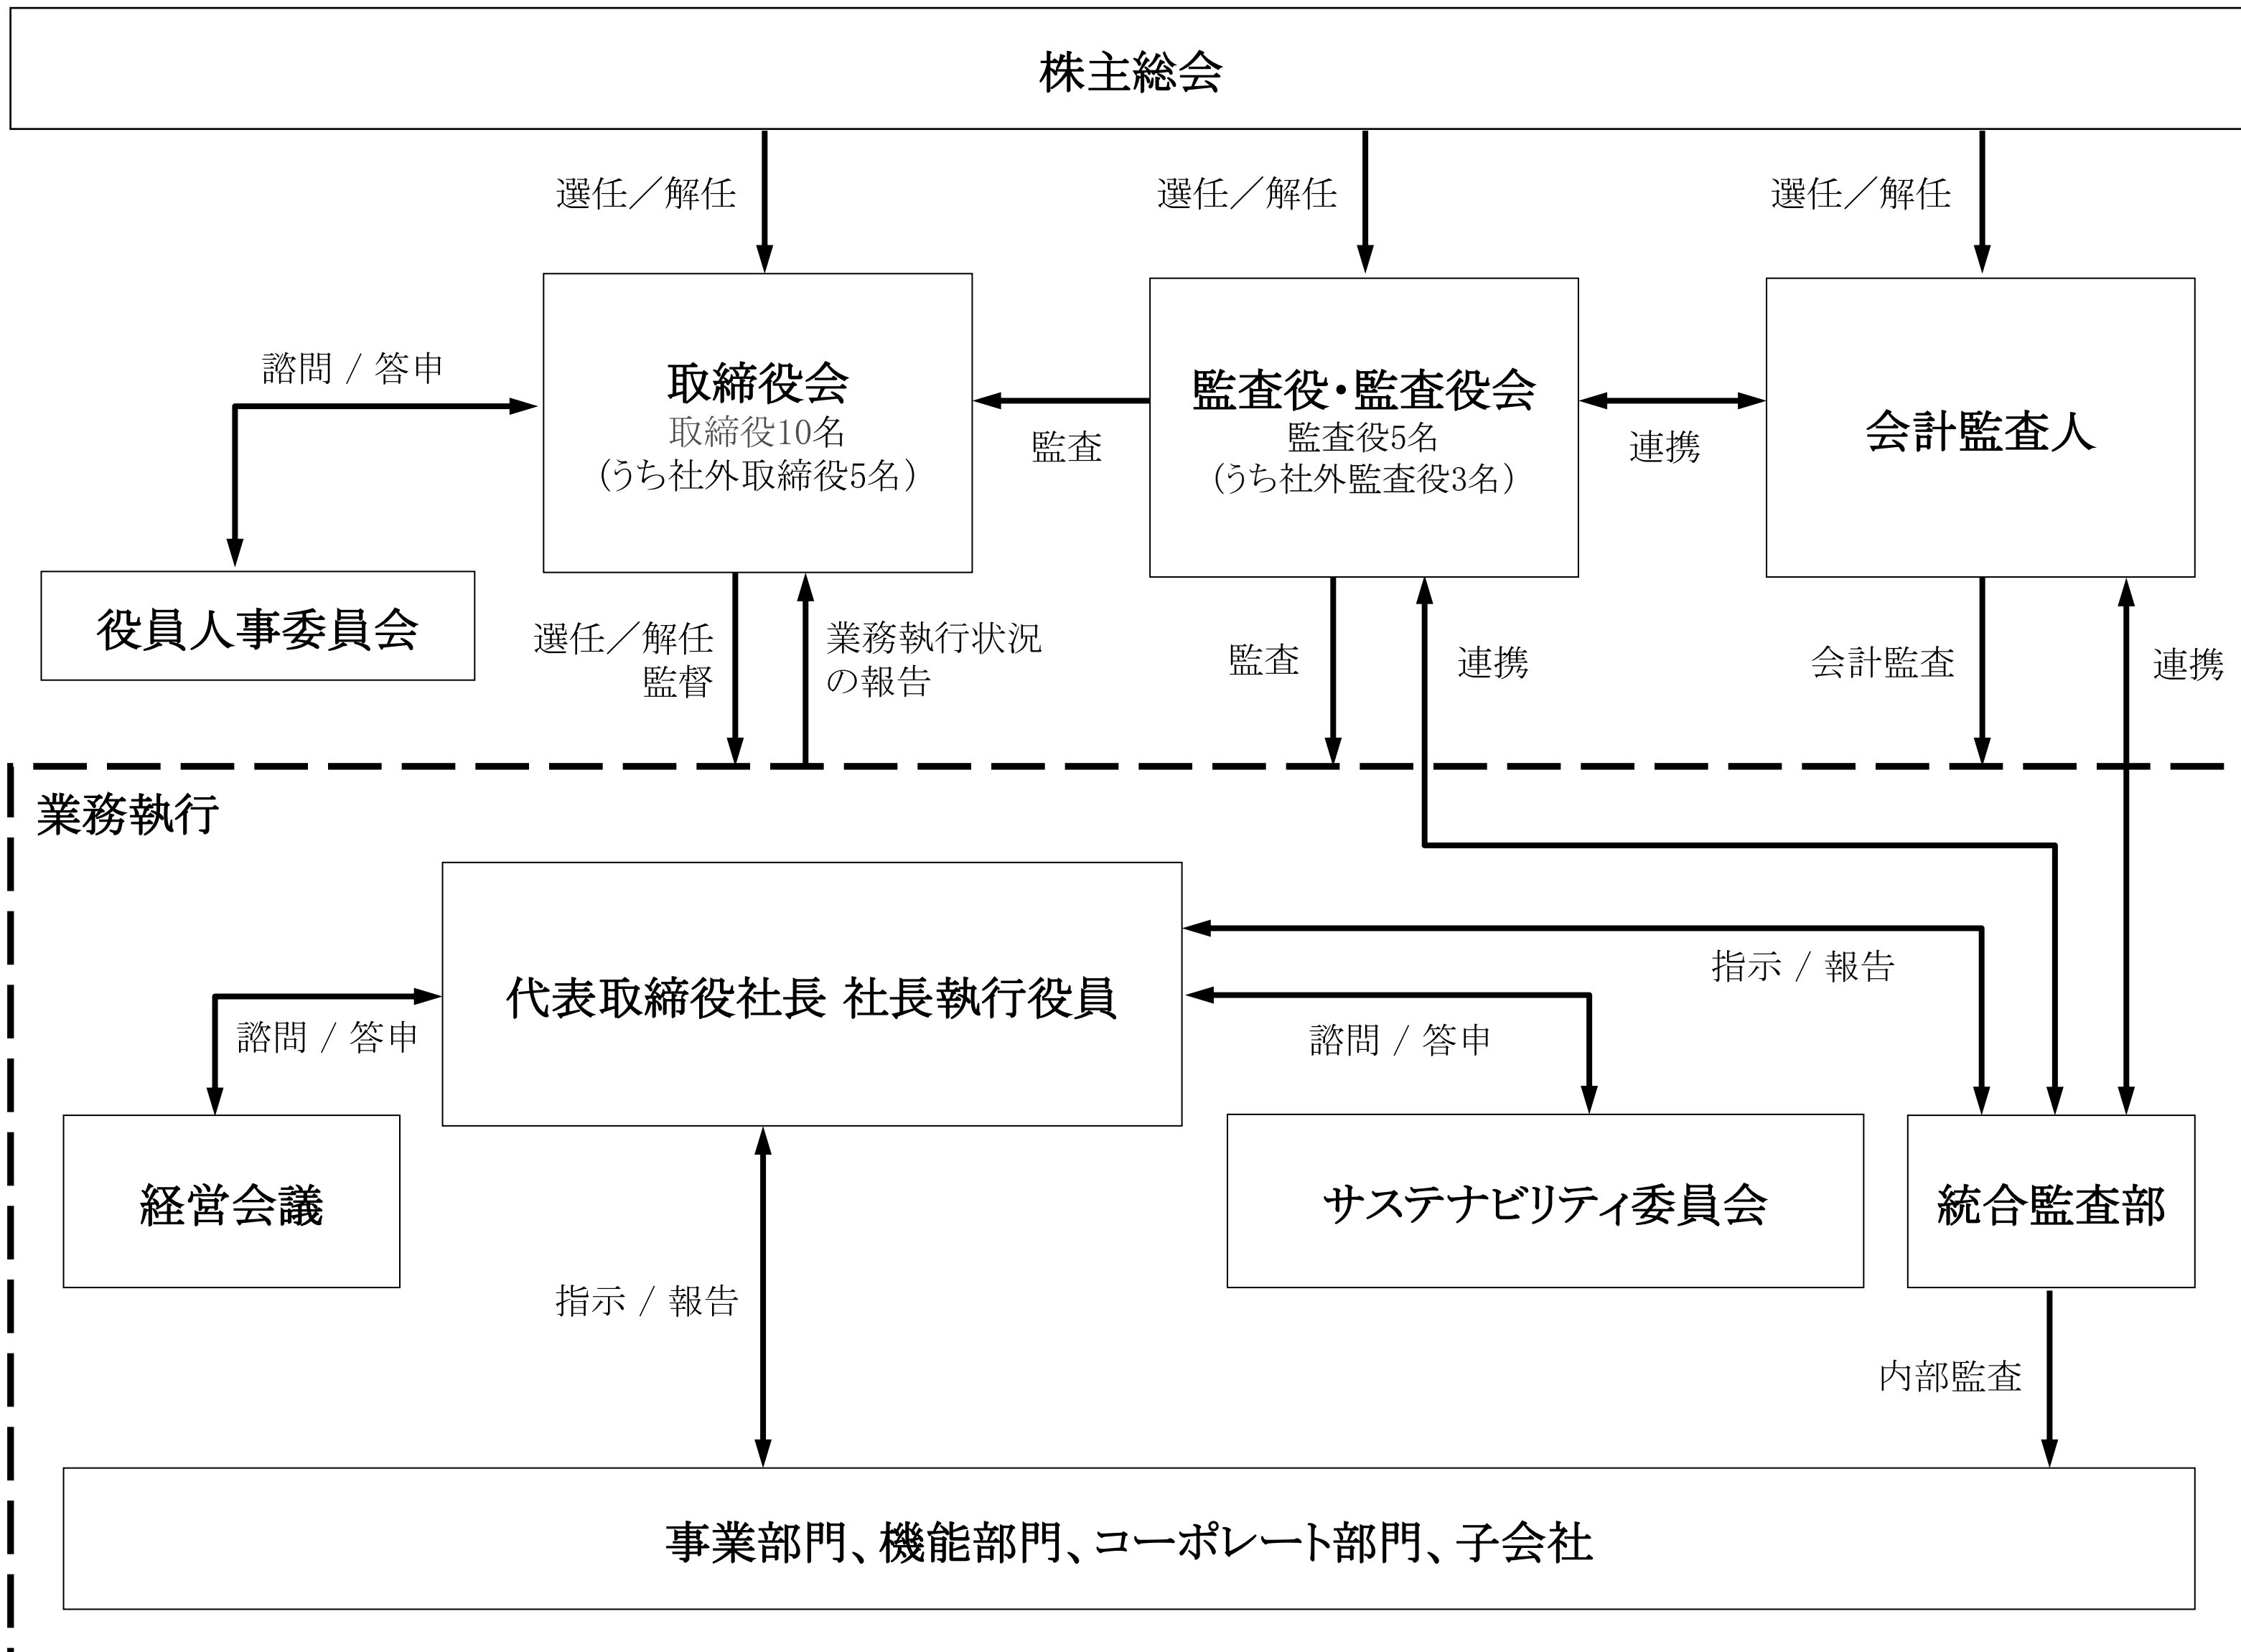 株主総会
選任／解任
選任／解任
選任／解任
諮問 / 答申
取締役会
取締役10名
（うち社外取締役5名）
監査
監査役・監査役会
監査役5名
（うち社外監査役3名）
連携
会計監査人
役員人事委員会
選任／解任
監督
業務執行状況
の報告
監査
連携
会計監査
連携
業務執行
代表取締役社長 社長執行役員
指示 / 報告
諮問 / 答申
諮問 / 答申
経営会議
サステナビリティ委員会
統合監査部
指示 / 報告
内部監査
事業部門、機能部門、コーポレート部門、子会社